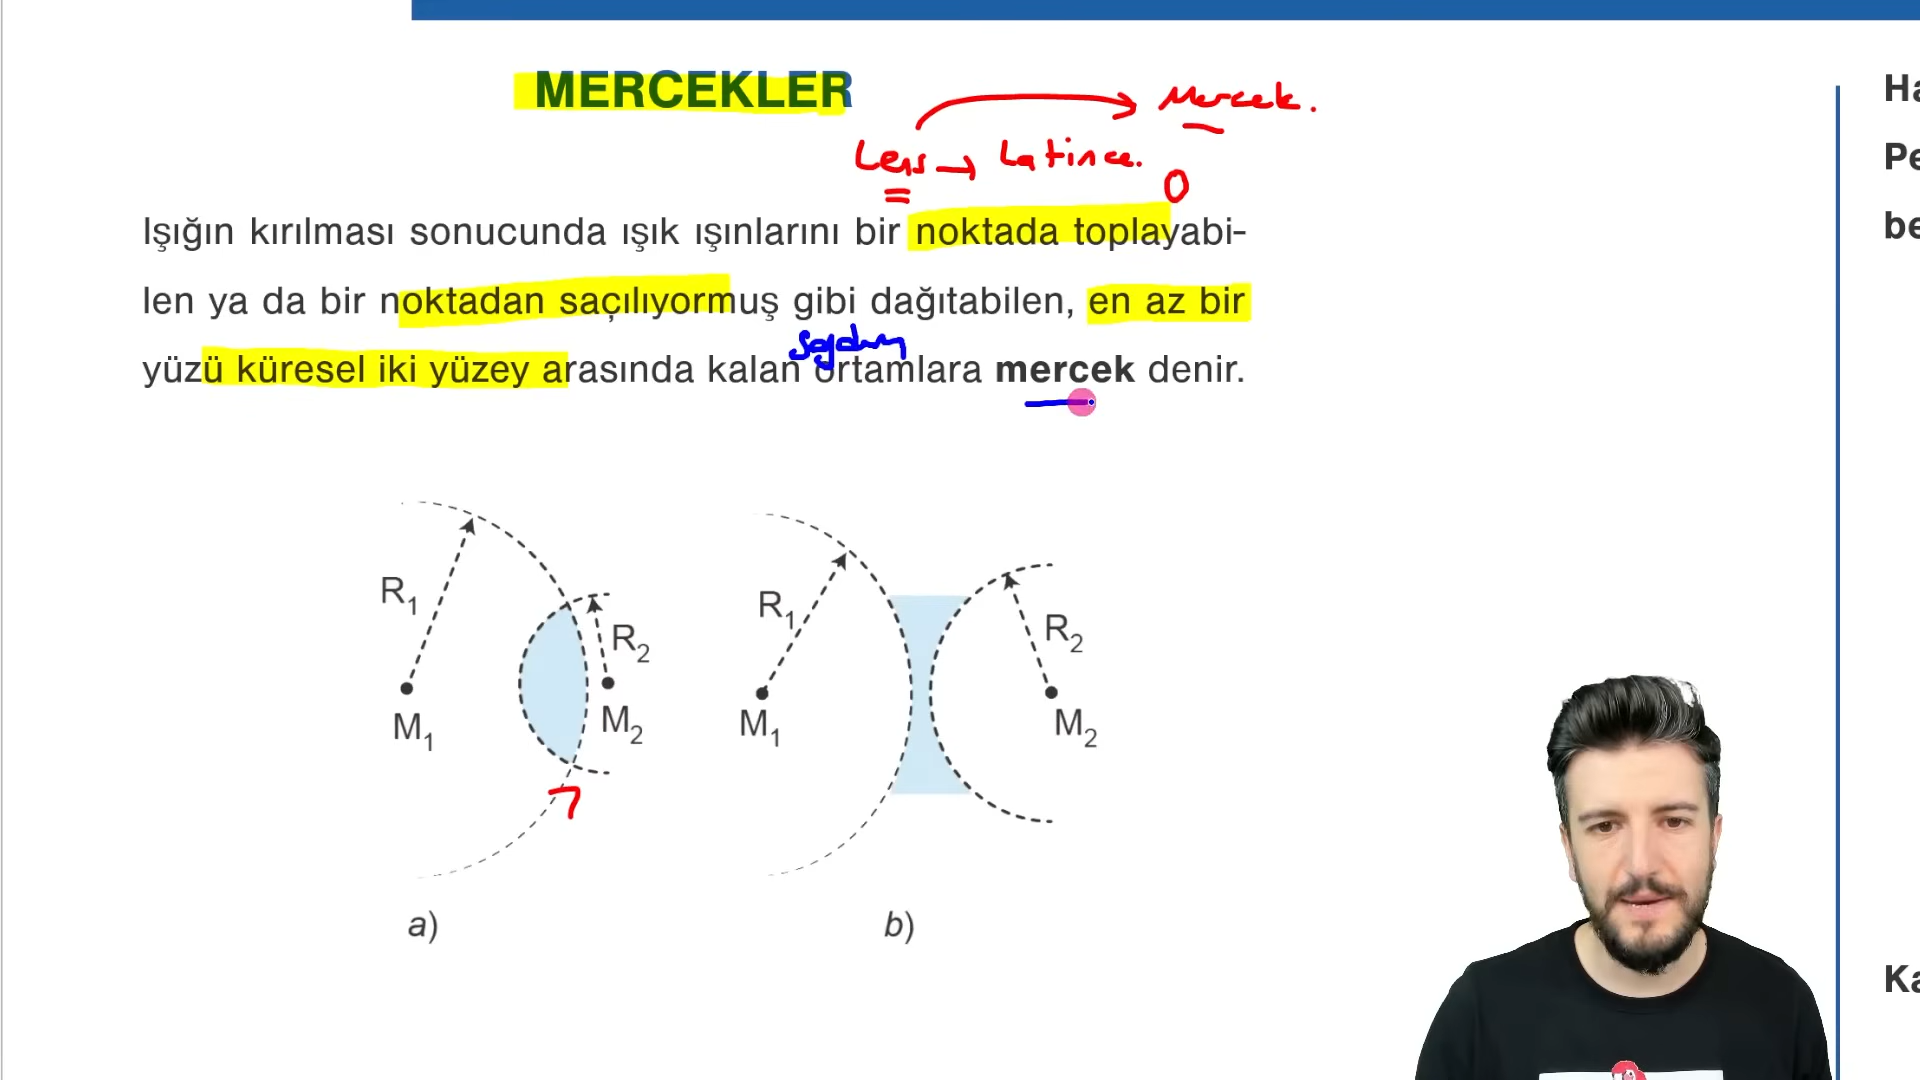 MERCEKLER
Mercek.
Lens → Latince.
Işığın kırılması sonucunda ışık ışınlarını bir noktada toplayabi-
len ya da bir noktadan saçılıyormuş gibi dağıtabilen, en az bir
saydam
yüzü küresel iki yüzey arasında kalan ortamlara mercek denir.
R1
R2
M1
M2
a)
R1
R2
M1
M2
b)
Ha
Pe
be
Ka